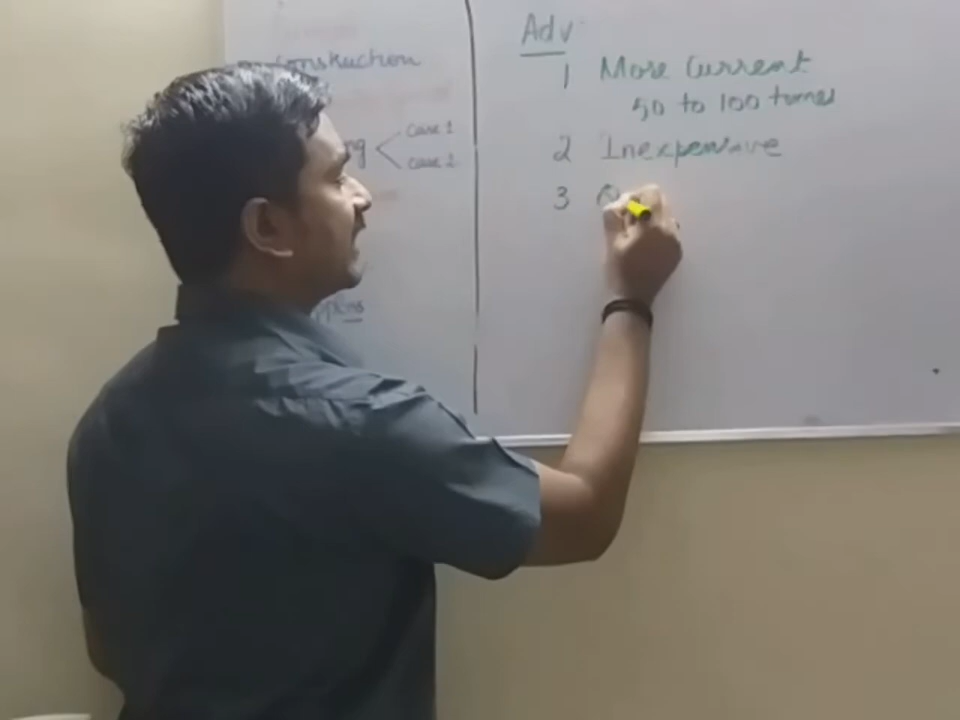 Construction
Case 1
Case 2
Adv
1 More Current
50 to 100 times
2 Inexpensive
3